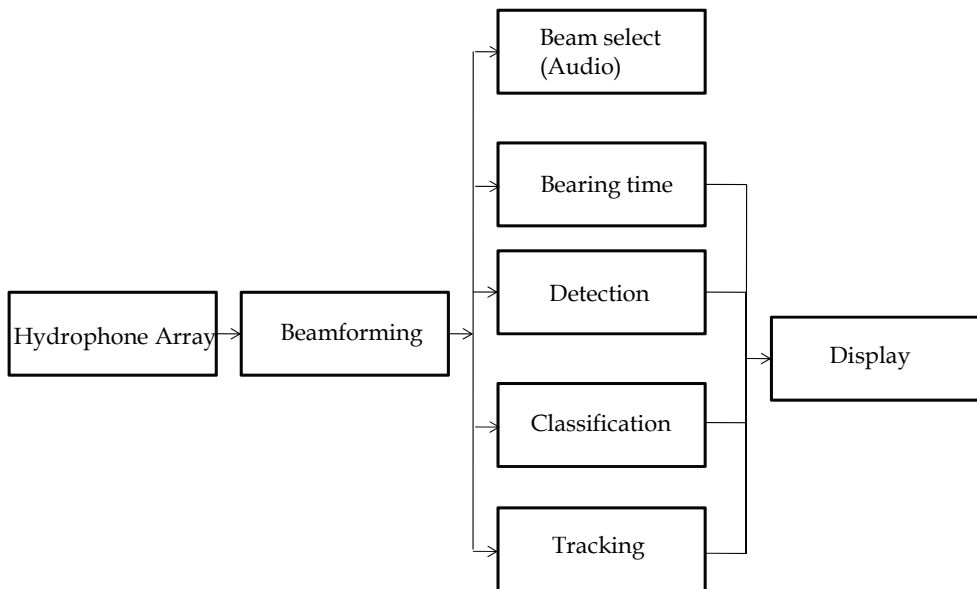 Beam select
(Audio)
Bearing time
Detection
Hydrophone Array
Beamforming
Display
Classification
Tracking